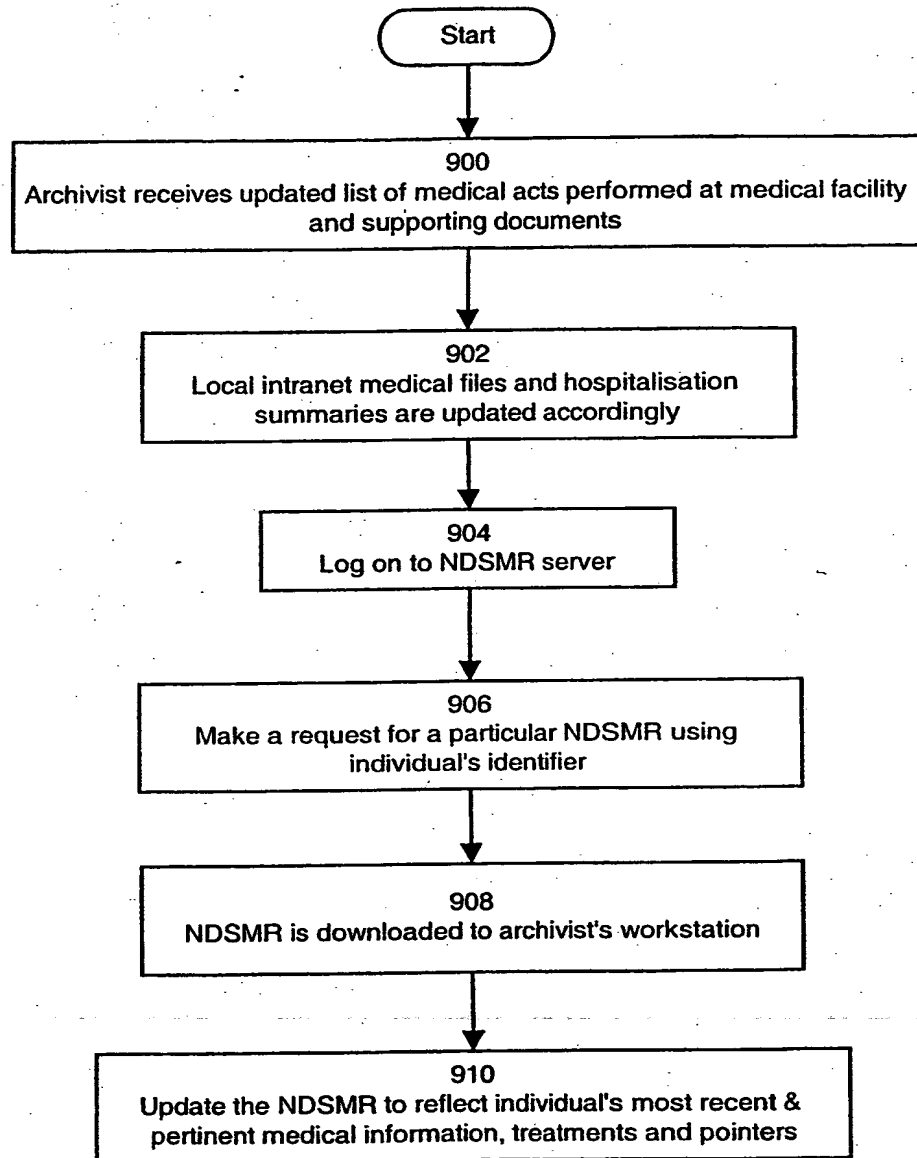 Start
900
Archivist receives updated list of medical acts performed at medical facility
and supporting documents
902
Local intranet medical files and hospitalisation
summaries are updated accordingly
904
Log on to NDSMR server
906
Make a request for a particular NDSMR using
individual's identifier
908
NDSMR is downloaded to archivist's workstation
910
Update the NDSMR to reflect individual's most recent &
pertinent medical information, treatments and pointers